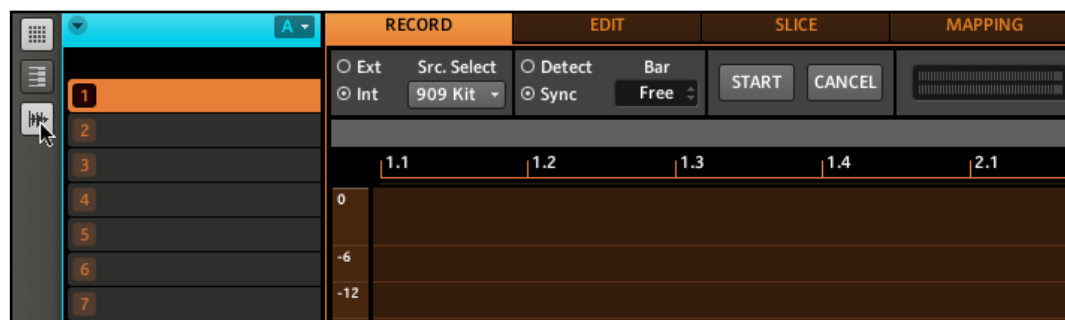 A RECORD EDIT SLICE MAPPING
Ext Src. Select Detect Bar
Int 909 Kit Sync Free START CANCEL
1
2
3
4
5
6
7
1.1 1.2 1.3 1.4 2.1
0
-6
-12